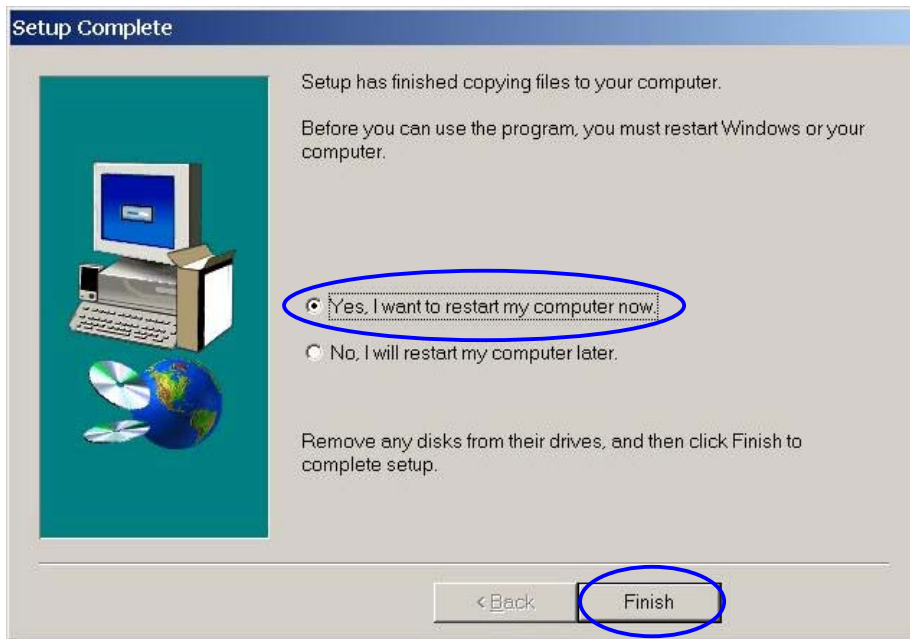 Setup Complete
Setup has finished copying files to your computer.
Before you can use the program, you must restart Windows or your
computer.
Yes, I want to restart my computer now.
No, I will restart my computer later.
Remove any disks from their drives, and then click Finish to
complete setup.
< Back
Finish